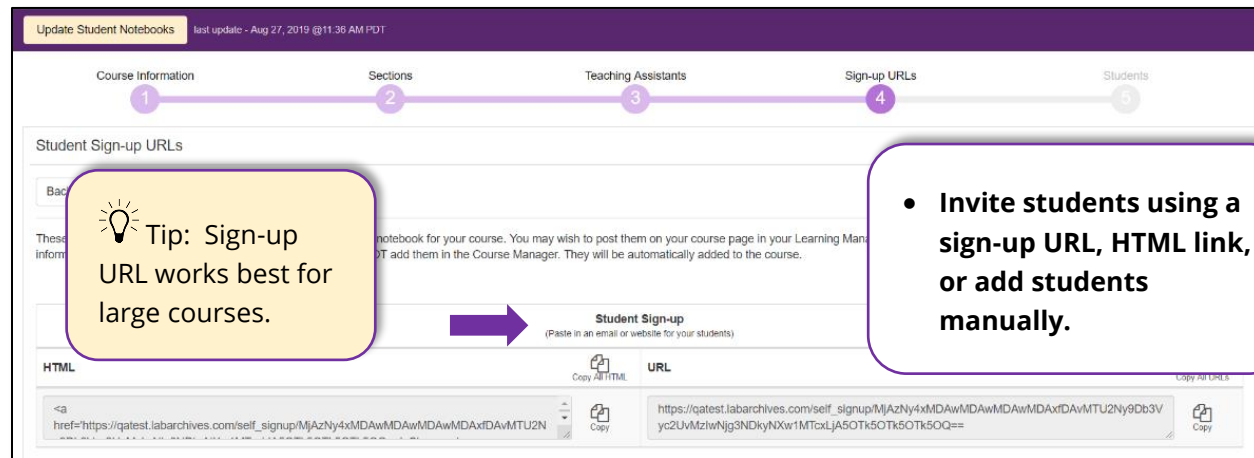 Update Student Notebooks last update - Aug 27, 2019 @11:36 AM PDT
Course Information Sections Teaching Assistants Sign-up URLs Students
1 2 3 4 5
Student Sign-up URLs
Tip: Sign-up
URL works best for
large courses.
• Invite students using a
sign-up URL, HTML link,
or add students
manually.
These notebook for your course. You may wish to post them on your course page in your Learning
T add them in the Course Manager. They will be automatically added to the course.
Student Sign-up
(Paste in an email or website for your students)
HTML Copy All HTML URL Copy All URLs
<a
href='https://qatest.labarchives.com/self_signup/MjAzNy4xMDAwMDAwMDAwMDAxfDAvMTU2N
Copy
https://qatest.labarchives.com/self_signup/MjAzNy4xMDAwMDAwMDAwMDAxfDAvMTU2Ny9Db3V
yc2UvMzIwNjg3NDkyNXw1MTcxLjA5OTk5OTk5OTk5OQ==
Copy